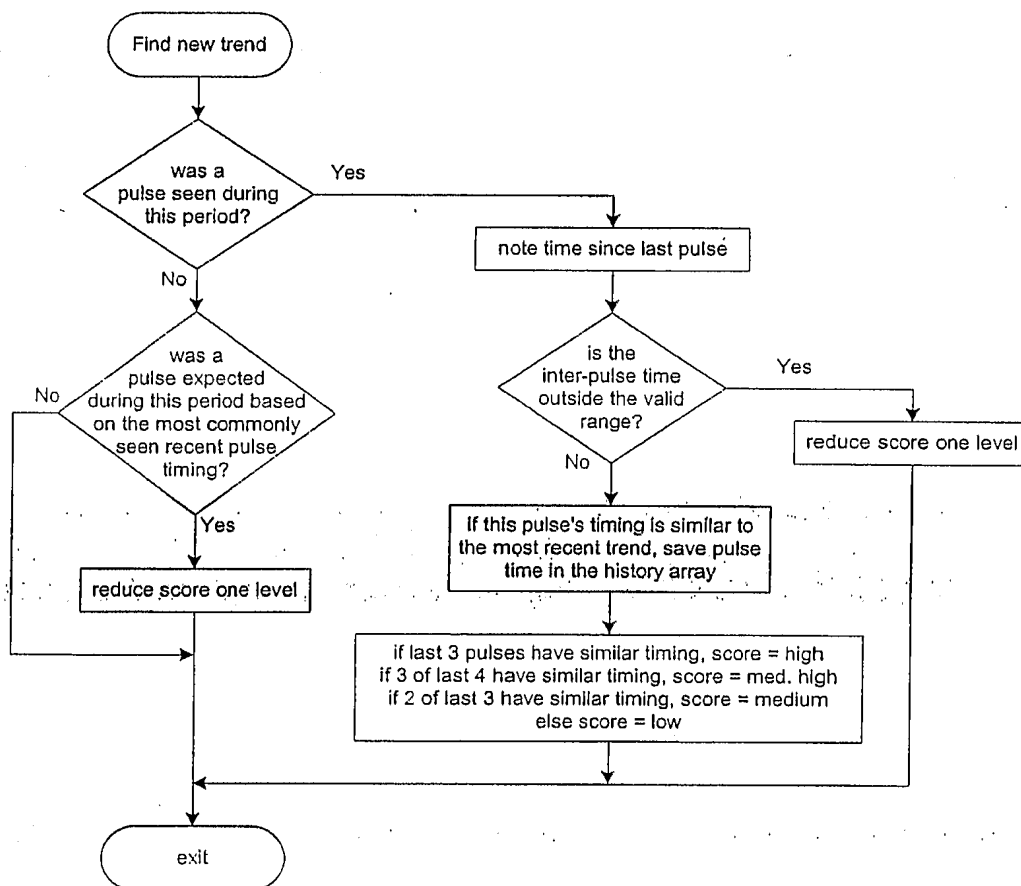 Find new trend
was a
pulse seen during
this period?
Yes
No
note time since last pulse
was a
pulse expected
during this period based
on the most commonly
seen recent pulse
timing?
No
Yes
reduce score one level
is the
inter-pulse time
outside the valid
range?
Yes
No
reduce score one level
If this pulse's timing is similar to
the most recent trend, save pulse
time in the history array
if last 3 pulses have similar timing, score = high
if 3 of last 4 have similar timing, score = med. high
if 2 of last 3 have similar timing, score = medium
else score = low
exit